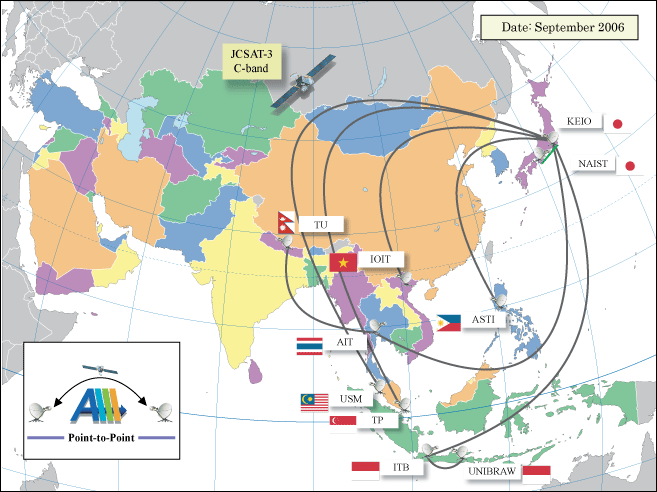 Date: September 2006
JCSAT-3
C-band
KEIO
NAIST
TU
IOIT
ASTI
AIT
USM
TP
ITB
UNIBRAW
AI3
Point-to-Point